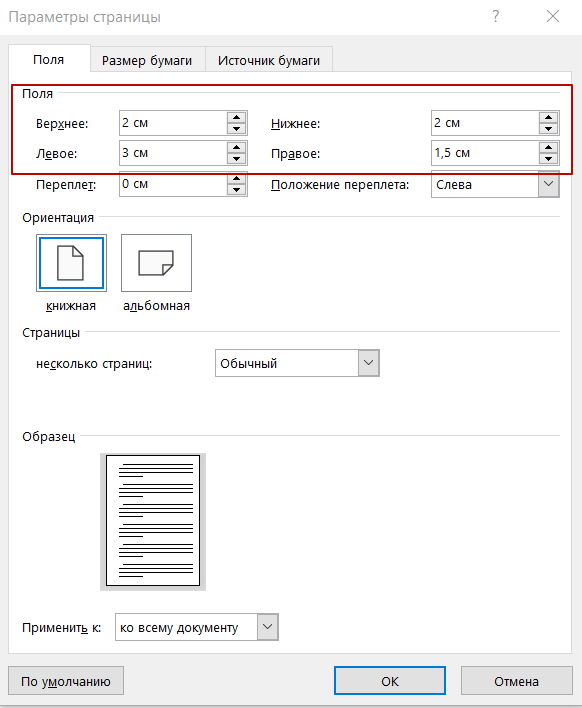 Параметры страницы ?
Поля Размер бумаги Источник бумаги
Поля
Верхнее: 2 см Нижнее: 2 см
Левое: 3 см Правое: 1,5 см
Переплет: 0 см Положение переплета: Слева
Ориентация
книжная альбомная
Страницы
несколько страниц: Обычный
Образец
Применить к: ко всему документу
По умолчанию ОК Отмена